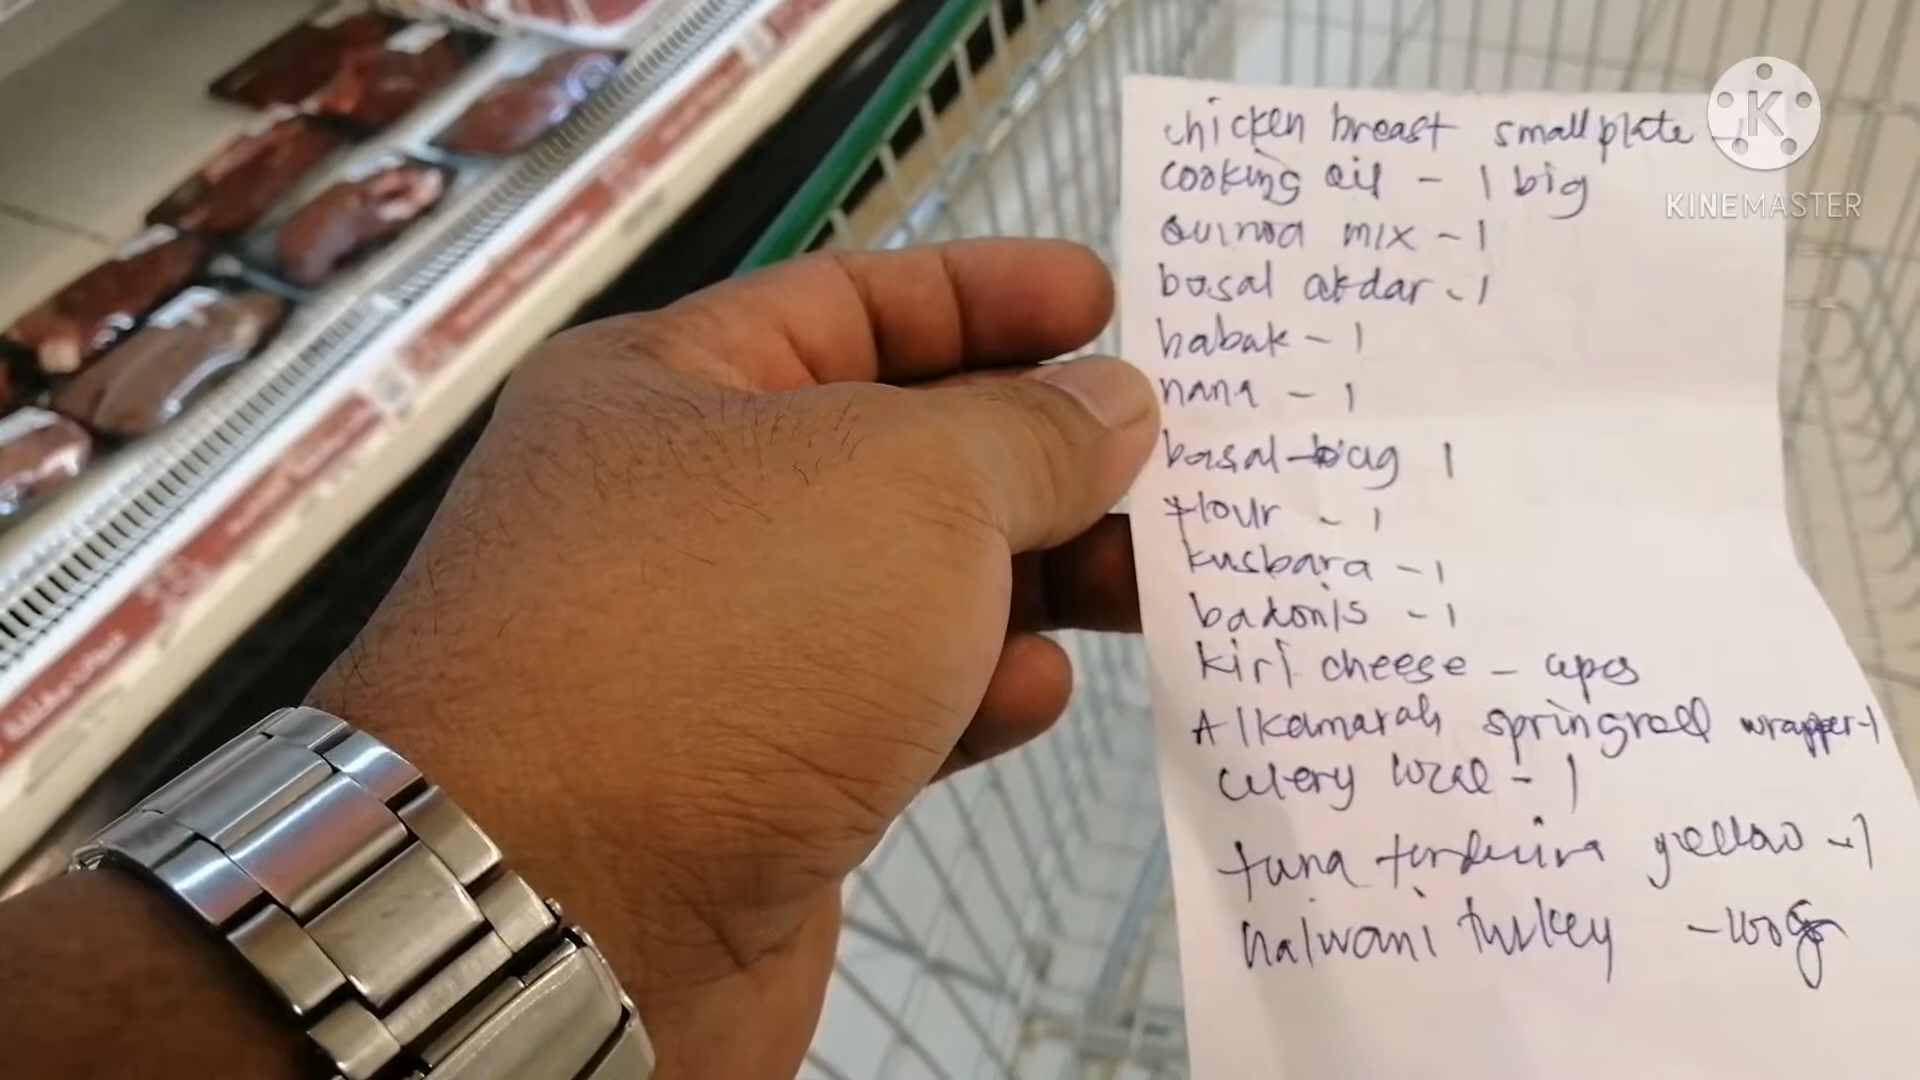 chicken breast small plate
cooking oil - 1 big
Quinoa mix - 1
basal akdar - 1
habak - 1
nana - 1
basal bag 1
flour - 1
kusbara - 1
bakdonis - 1
kiri cheese -
Alkamarah springroll wrapper-1
celery local - 1
tuna yellow - 1
halwani turkey -
K
KINEMASTER